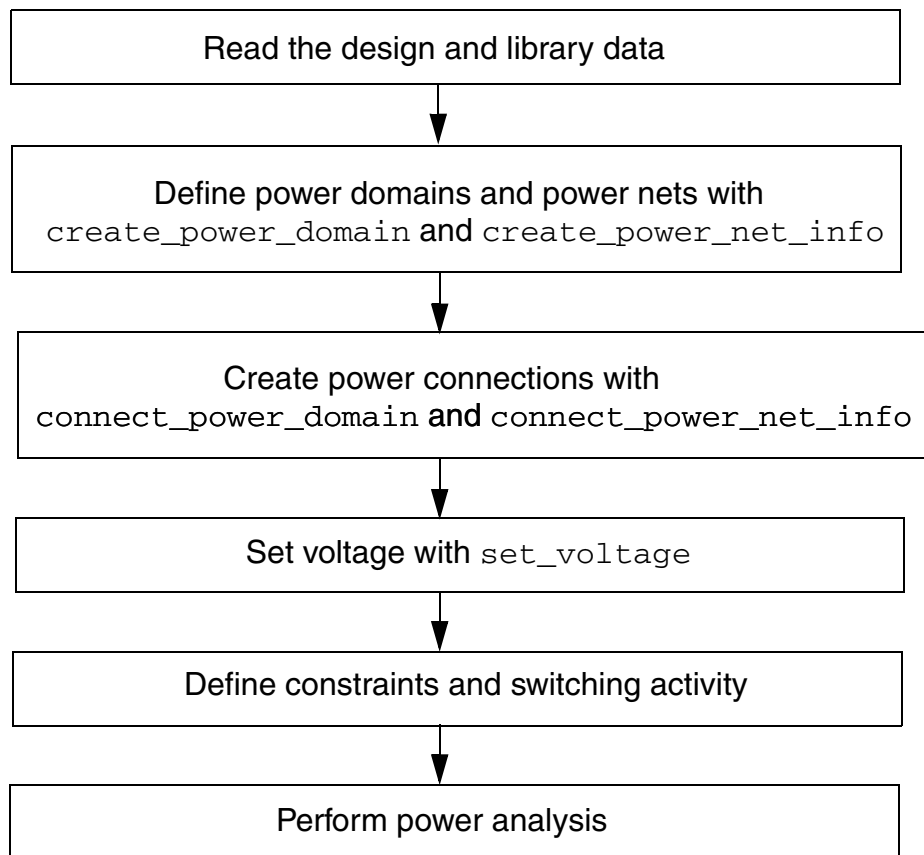 Read the design and library data
Define power domains and power nets with
create_power_domain and create_power_net_info
Create power connections with
connect_power_domain and connect_power_net_info
Set voltage with set_voltage
Define constraints and switching activity
Perform power analysis